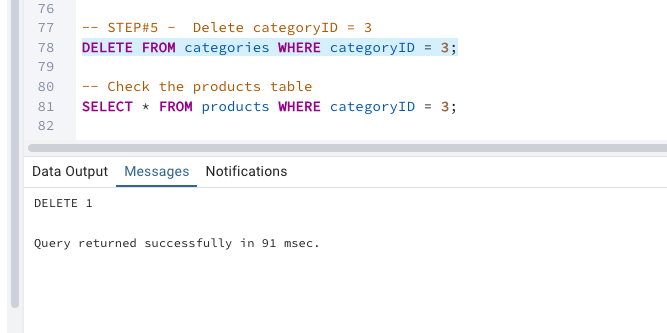 76
77 -- STEP#5 -  Delete categoryID = 3
78 DELETE FROM categories WHERE categoryID = 3;
79
80 -- Check the products table
81 SELECT * FROM products WHERE categoryID = 3;
82
Data Output Messages Notifications
DELETE 1
Query returned successfully in 91 msec.